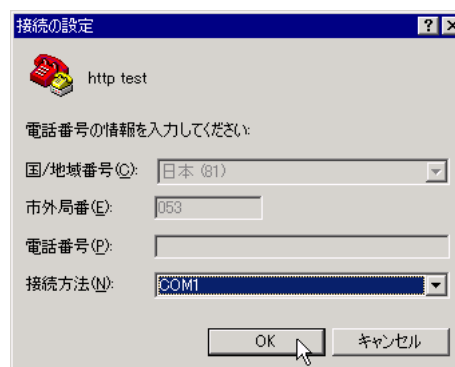 接続の設定
http test
電話番号の情報を入力してください:
国/地域番号(C): 日本 (81)
市外局番(E): 053
電話番号(P):
接続方法(N): COM1
OK キャンセル